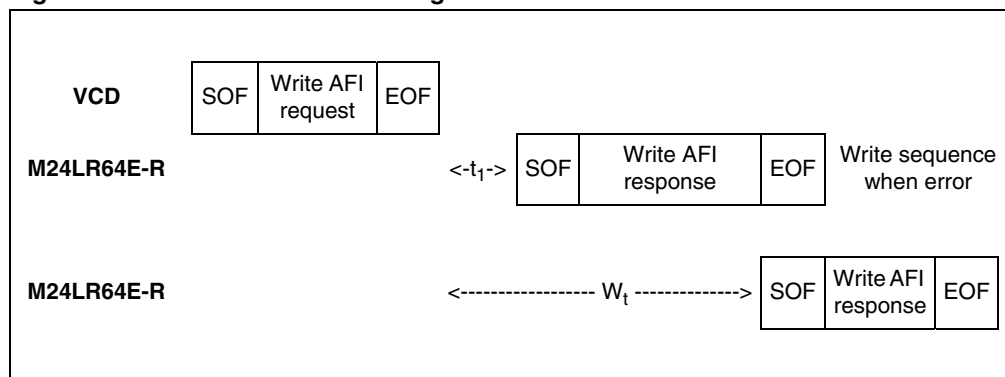 VCD SOF Write AFI request EOF
M24LR64E-R <-t1-> SOF Write AFI response EOF Write sequence when error
M24LR64E-R <------------------- Wt --------------> SOF Write AFI response EOF